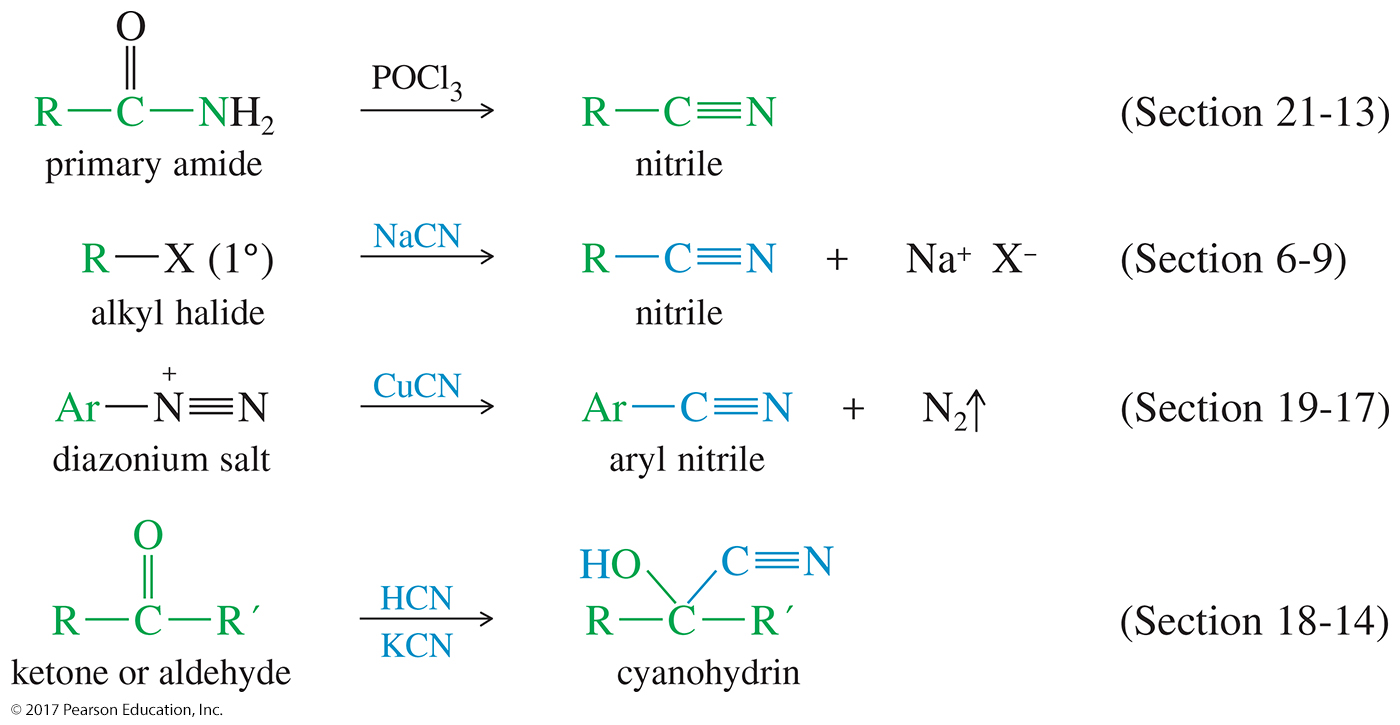 O
R—C—NH₂ POCl₃ R—C≡N (Section 21-13)
primary amide nitrile
R—X (1°) NaCN R—C≡N + Na⁺ X⁻ (Section 6-9)
alkyl halide nitrile
+
Ar—N≡N CuCN Ar—C≡N + N₂↑ (Section 19-17)
diazonium salt aryl nitrile
O HO C≡N
R—C—R′ HCN KCN R—C—R′ (Section 18-14)
ketone or aldehyde cyanohydrin
© 2017 Pearson Education, Inc.